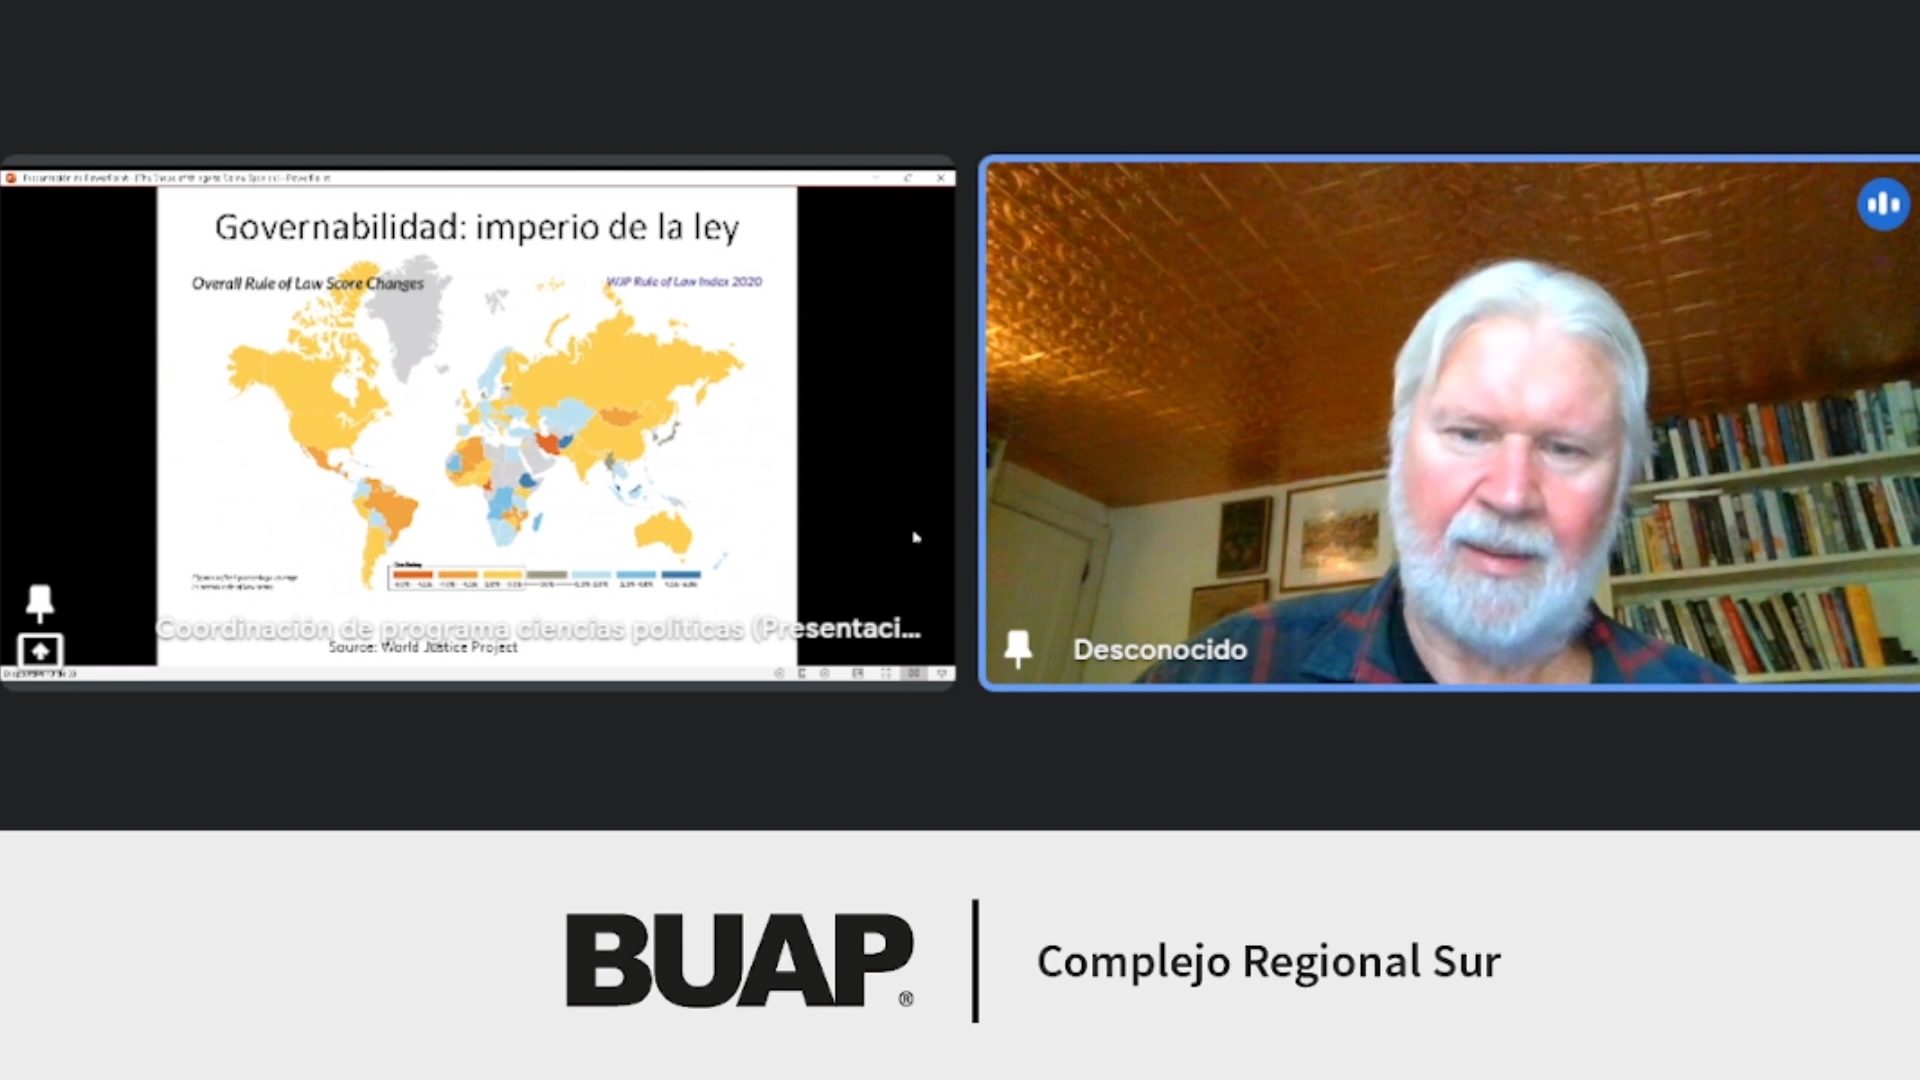 Governabilidad: imperio de la ley
Overall Rule of Law Score Changes
WJP Rule of Law Index 2020
Coordinación de programa ciencias políticas (Presentaci...
Source: World Justice Project
Desconocido
BUAP®
Complejo Regional Sur